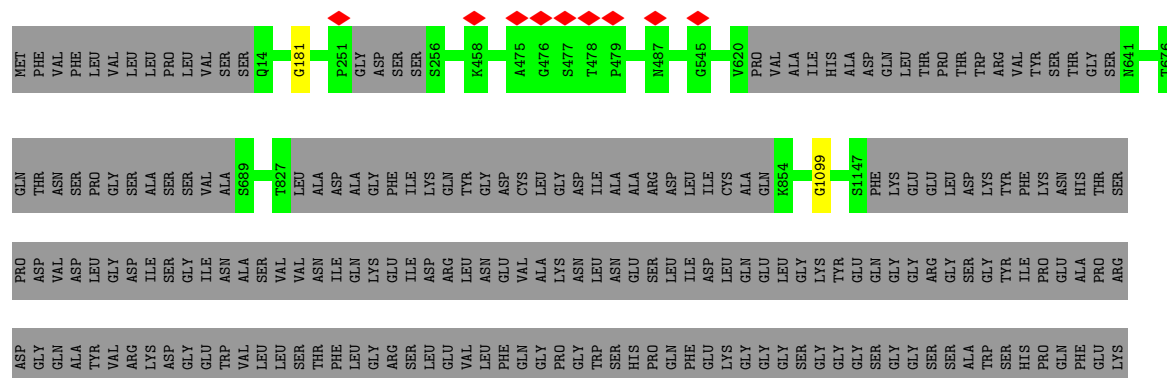 MET PHE VAL PHE LEU VAL LEU LEU PRO LEU VAL SER SER Q14 G181 P251 GLY ASP SER SER S256 K458 A475 G476 S477 T478 P479 N487 G545 V620 PRO VAL ALA ILE HIS ALA ASP GLN LEU THR PRO THR TRP ARG VAL TYR SER THR GLY SER N641 T676
GLN THR ASN SER PRO GLY SER ALA SER SER VAL ALA S689 T827 LEU ALA ASP ALA GLY PHE ILE LYS GLN TYR GLY ASP CYS LEU GLY ASP ILE ALA ALA ARG ASP LEU ILE CYS ALA GLN K854 G1099 S1147 PHE LYS GLU GLU LEU ASP LYS TYR PHE LYS ASN HIS THR SER
PRO ASP VAL ASP LEU GLY ASP ILE SER GLY ILE ASN ALA SER VAL VAL ASN ILE GLN LYS GLU ILE ASP ARG LEU ASN GLU VAL ALA LYS ASN LEU ASN GLU SER LEU ILE ASP LEU GLN GLU LEU GLY LYS TYR GLU GLN GLY GLY ARG GLY SER GLY TYR ILE PRO GLU ALA PRO ARG
ASP GLY GLN ALA TYR VAL ARG LYS ASP GLY GLU TRP VAL LEU LEU SER THR PHE LEU GLY ARG SER LEU GLU VAL LEU PHE GLN GLY PRO GLY TRP SER HIS PRO GLN PHE GLU LYS GLY GLY GLY SER GLY GLY GLY SER GLY GLY SER SER ALA TRP SER HIS PRO GLN PHE GLU LYS